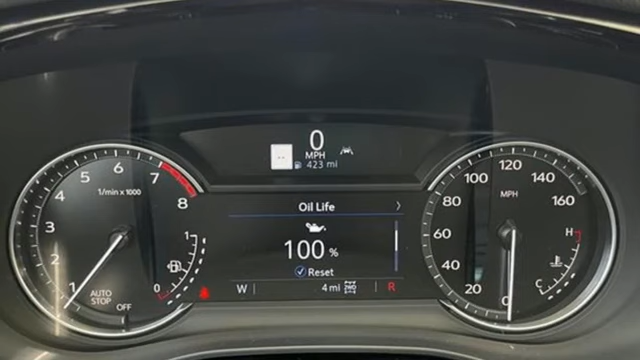 0
MPH
423 mi
1 2 3 4 5 6 7 8
1/min x 1000
AUTO
STOP
OFF
1
0
Oil Life
100 %
Reset
W 4 mi R
0 20 40 60 80 100 120 140 160
MPH
H
C